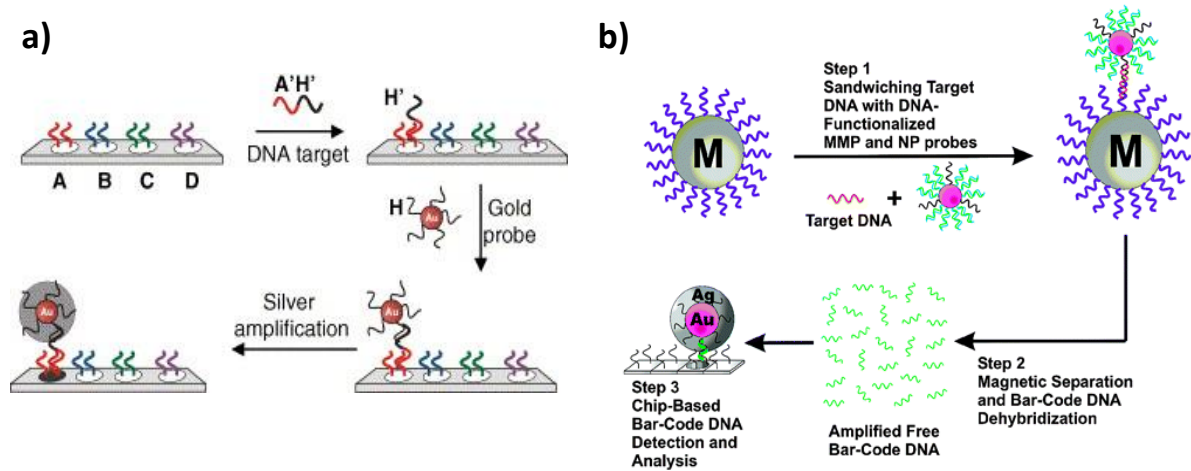 a)
A'H'
DNA target
H'
A
B
C
D
H
Au
Gold
probe
Au
Silver
amplification
Au
b)
M
Step 1
Sandwiching Target
DNA with DNA-
Functionalized
MMP and NP probes
Target DNA
+
M
Step 2
Magnetic Separation
and Bar-Code DNA
Dehybridization
Amplified Free
Bar-Code DNA
Ag
Au
Step 3
Chip-Based
Bar-Code DNA
Detection and
Analysis